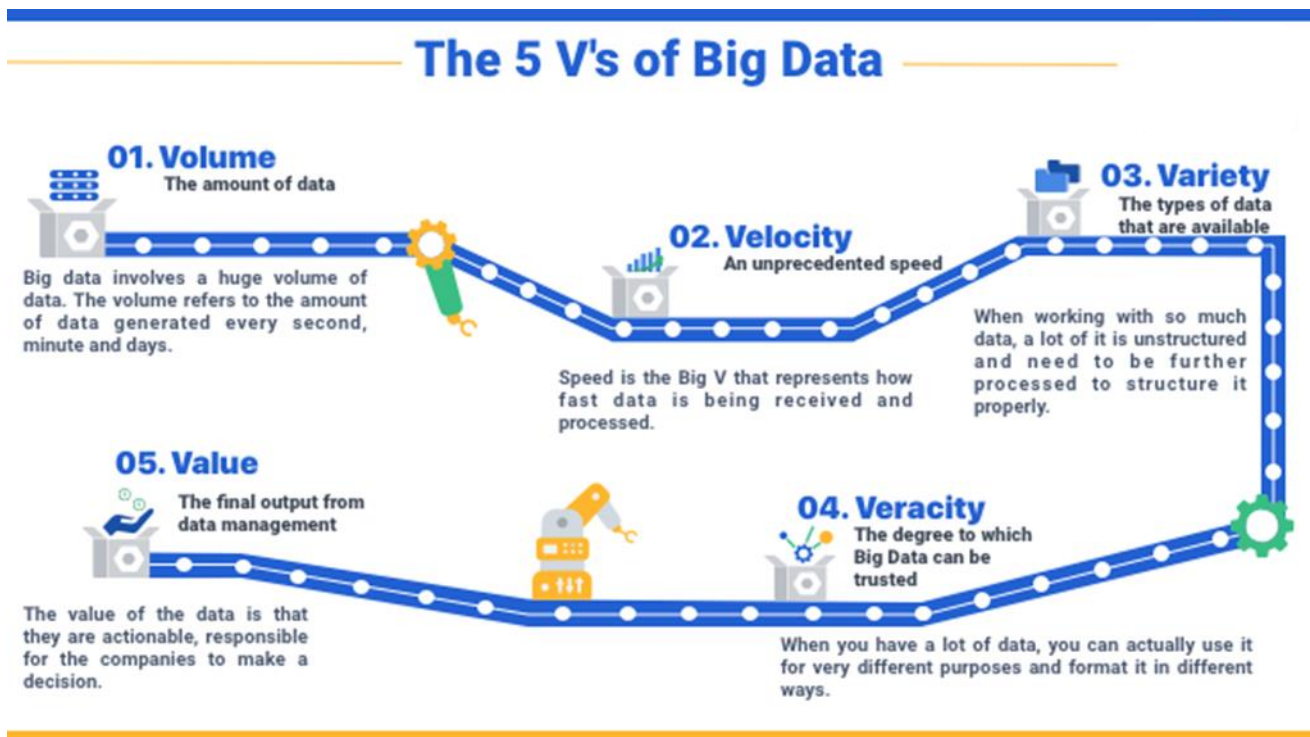 The 5 V's of Big Data
01. Volume
The amount of data
Big data involves a huge volume of
data. The volume refers to the amount
of data generated every second,
minute and days.
02. Velocity
An unprecedented speed
Speed is the Big V that represents how
fast data is being received and
processed.
03. Variety
The types of data
that are available
When working with so much
data, a lot of it is unstructured
and need to be further
processed to structure it
properly.
04. Veracity
The degree to which
Big Data can be
trusted
When you have a lot of data, you can actually use it
for very different purposes and format it in different
ways.
05. Value
The final output from
data management
The value of the data is that
they are actionable, responsible
for the companies to make a
decision.